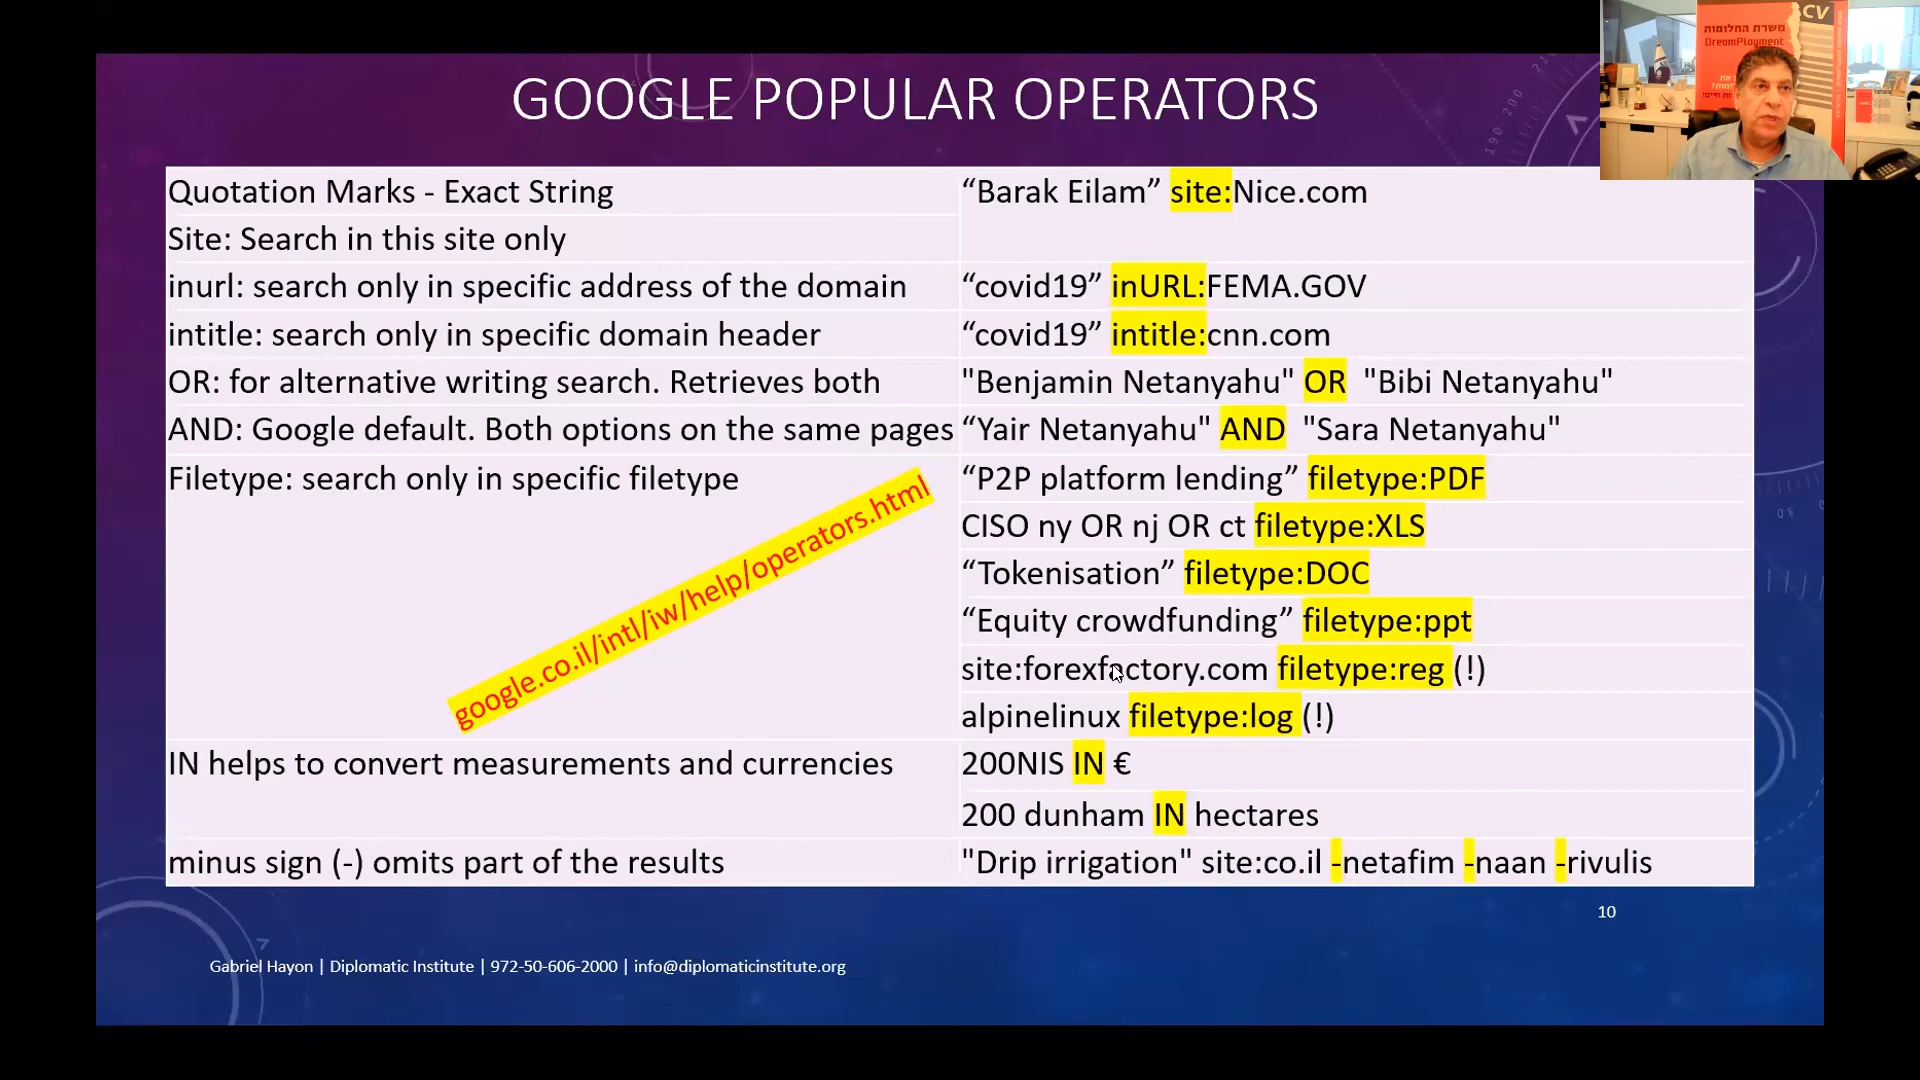 GOOGLE POPULAR OPERATORS
CV
משרת החלומות
DreamPloyment
Quotation Marks - Exact String
“Barak Eilam” site:Nice.com
Site: Search in this site only
inurl: search only in specific address of the domain
“covid19” inURL:FEMA.GOV
intitle: search only in specific domain header
“covid19” intitle:cnn.com
OR: for alternative writing search. Retrieves both
"Benjamin Netanyahu" OR "Bibi Netanyahu"
AND: Google default. Both options on the same pages
“Yair Netanyahu" AND "Sara Netanyahu"
Filetype: search only in specific filetype
“P2P platform lending” filetype:PDF
CISO ny OR nj OR ct filetype:XLS
“Tokenisation” filetype:DOC
“Equity crowdfunding” filetype:ppt
site:forexfactory.com filetype:reg (!)
alpinelinux filetype:log (!)
google.co.il/intl/iw/help/operators.html
IN helps to convert measurements and currencies
200NIS IN €
200 dunham IN hectares
minus sign (-) omits part of the results
"Drip irrigation" site:co.il -netafim -naan -rivulis
10
Gabriel Hayon | Diplomatic Institute | 972-50-606-2000 | info@diplomaticinstitute.org